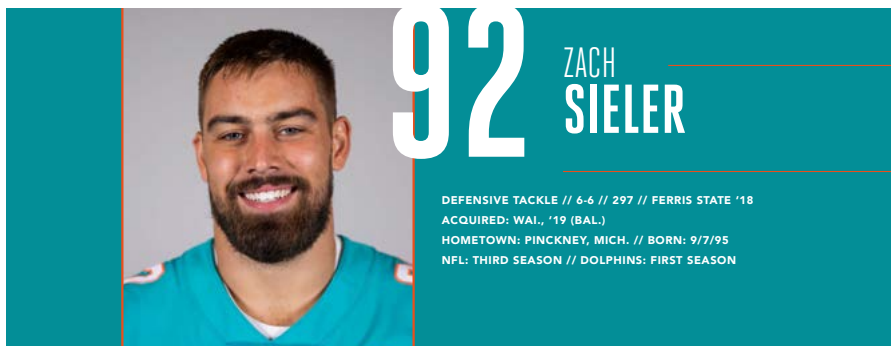 92
ZACH
SIELER
DEFENSIVE TACKLE // 6-6 // 297 // FERRIS STATE '18
ACQUIRED: WAI., '19 (BAL.)
HOMETOWN: PINCKNEY, MICH. // BORN: 9/7/95
NFL: THIRD SEASON // DOLPHINS: FIRST SEASON